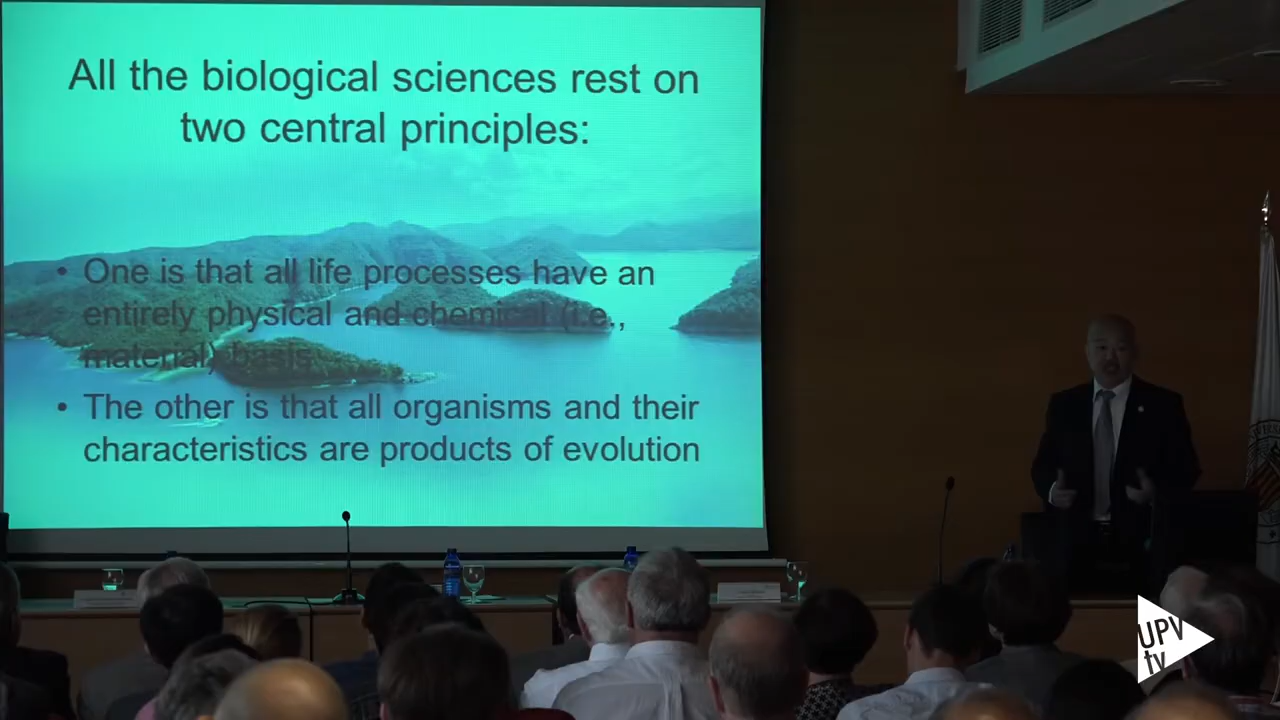 All the biological sciences rest on
two central principles:
• One is that all life processes have an
entirely physical and chemical (i.e.,
material) basis
• The other is that all organisms and their
characteristics are products of evolution
UPV
tv